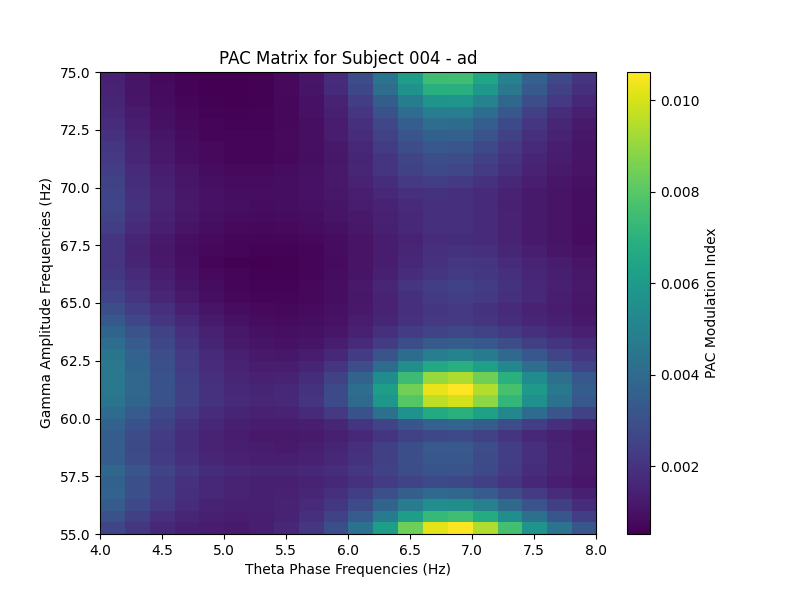 PAC Matrix for Subject 004 - ad
75.0
72.5
70.0
67.5
65.0
62.5
60.0
57.5
55.0
Gamma Amplitude Frequencies (Hz)
4.0 4.5 5.0 5.5 6.0 6.5 7.0 7.5 8.0
Theta Phase Frequencies (Hz)
0.010
0.008
0.006
0.004
0.002
PAC Modulation Index